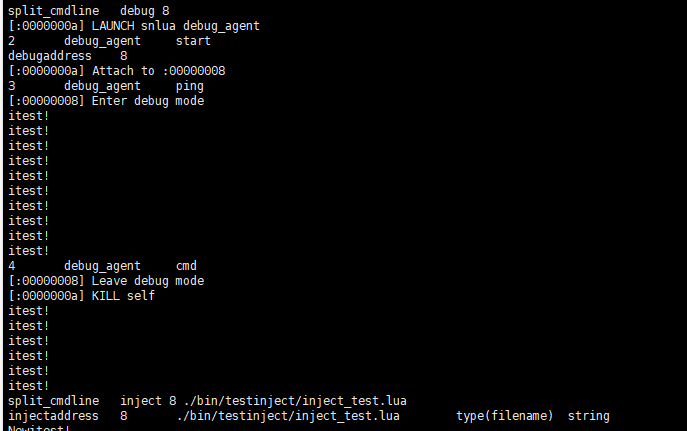 split_cmdline   debug 8
[:0000000a] LAUNCH snlua debug_agent
2       debug_agent     start
debugaddress    8
[:0000000a] Attach to :00000008
3       debug_agent     ping
[:00000008] Enter debug mode
itest!
itest!
itest!
itest!
itest!
itest!
itest!
itest!
itest!
itest!
4       debug_agent     cmd
[:00000008] Leave debug mode
[:0000000a] KILL self
itest!
itest!
itest!
itest!
itest!
itest!
split_cmdline   inject 8 ./bin/testinject/inject_test.lua
injectaddress   8       ./bin/testinject/inject_test.lua        type(filename)  string
Newitest!